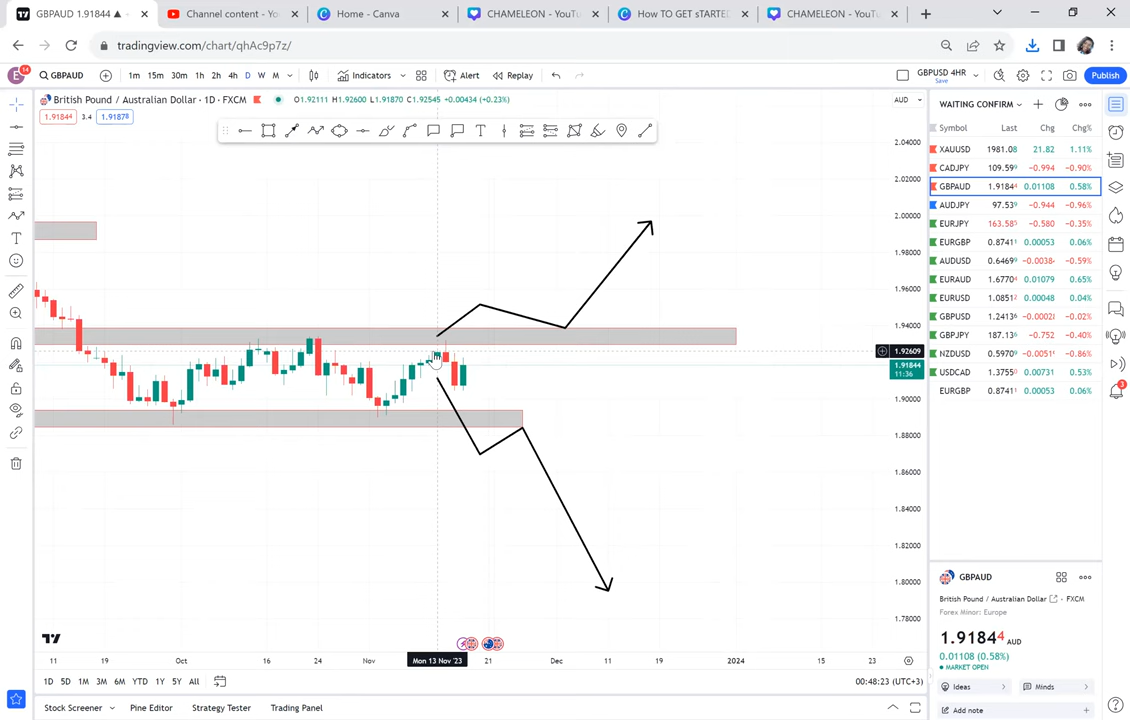 GBPAUD 1.91844 ▲
Channel content - Yo
Home - Canva
CHAMELEON - YouTu
How TO GET sTARTED
CHAMELEON - YouTu
tradingview.com/chart/qhAc9p7z/
E 14 GBPAUD 1m 15m 30m 1h 2h 4h D W M Indicators Alert Replay GBPUSD 4HR Save Publish
British Pound / Australian Dollar · 1D · FXCM O1.92111 H1.92600 L1.91870 C1.92545 +0.00434 (+0.23%)
1.91844 3.4 1.91878
AUD
2.04000
2.02000
2.00000
1.98000
1.96000
1.94000
1.92609
1.91844
11:36
1.90000
1.88000
1.86000
1.84000
1.82000
1.80000
1.78000
11 19 Oct 16 24 Nov Mon 13 Nov '23 21 Dec 11 19 2024 15 23
1D 5D 1M 3M 6M YTD 1Y 5Y All
00:48:23 (UTC+3)
Stock Screener Pine Editor Strategy Tester Trading Panel
WAITING CONFIRM
Symbol Last Chg Chg%
XAUUSD 1981.08 21.82 1.11%
CADJPY 109.599 -0.994 -0.90%
GBPAUD 1.91844 0.01108 0.58%
AUDJPY 97.539 -0.944 -0.96%
EURJPY 163.585 -0.580 -0.35%
EURGBP 0.87411 0.00053 0.06%
AUDUSD 0.64699 -0.0038 -0.59%
EURAUD 1.67704 0.01079 0.65%
EURUSD 1.08512 0.00048 0.04%
GBPUSD 1.24136 -0.0002 -0.02%
GBPJPY 187.136 -0.752 -0.40%
NZDUSD 0.59709 -0.0051 -0.86%
USDCAD 1.37550 0.00731 0.53%
EURGBP 0.87411 0.00053 0.06%
3
GBPAUD
British Pound / Australian Dollar · FXCM
Forex Minor: Europe
1.91844 AUD
0.01108 (0.58%)
MARKET OPEN
Ideas Minds
Add note